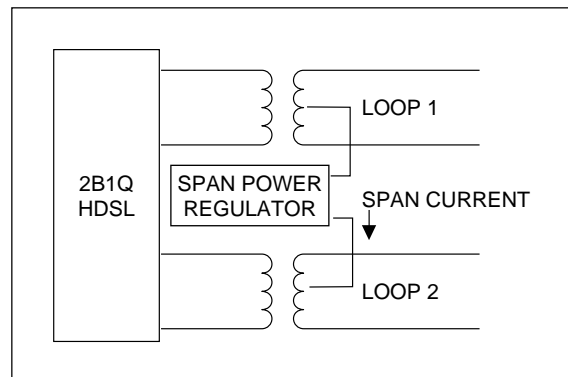 LOOP 1
2B1Q
HDSL
SPAN POWER
REGULATOR
SPAN CURRENT
LOOP 2